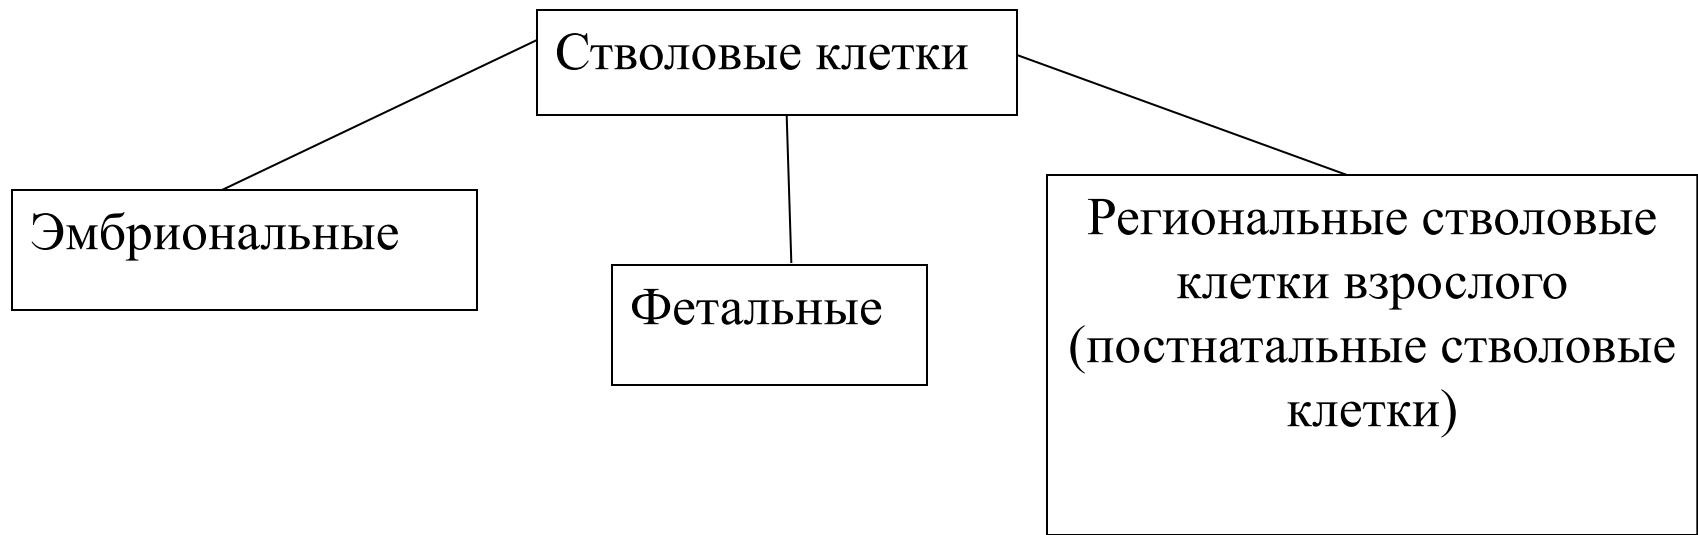 Стволовые клетки
Эмбриональные
Фетальные
Региональные стволовые
клетки взрослого
(постнатальные стволовые
клетки)